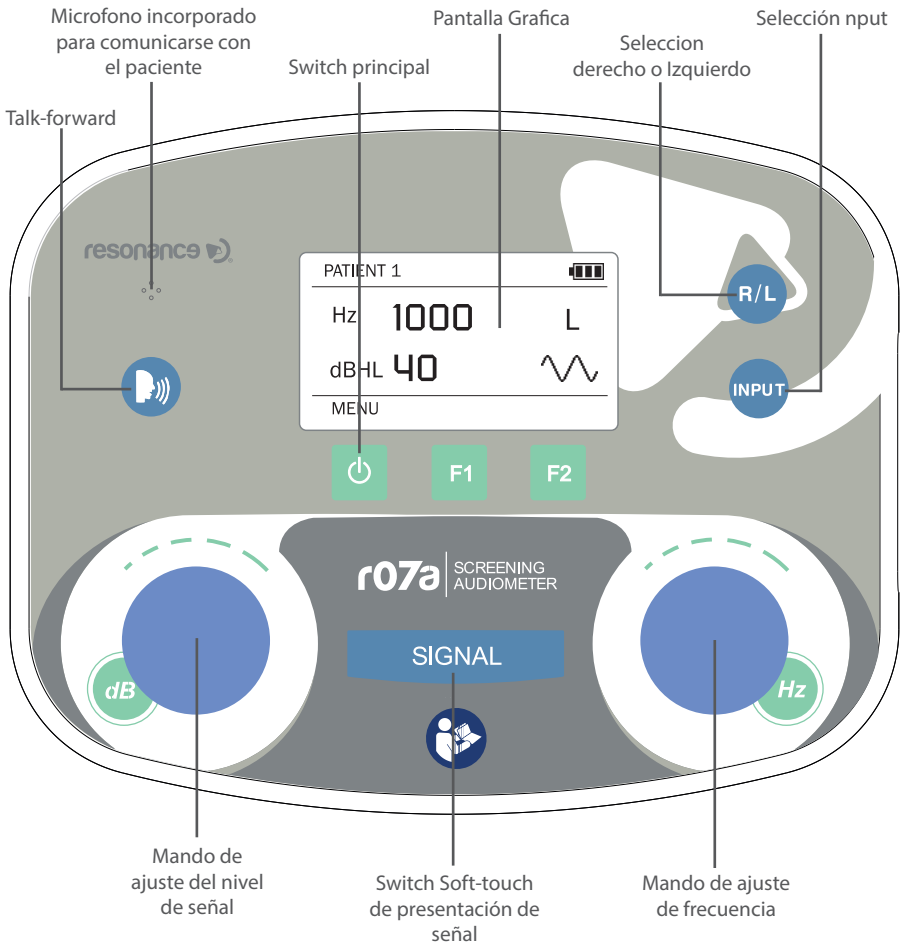 Microfono incorporado
para comunicarse con
el paciente
Pantalla Grafica
Selección nput
Seleccion
derecho o Izquierdo
Switch principal
Talk-forward
resonance
PATIENT 1
Hz 1000 L
dBHL 40
MENU
R/L
INPUT
F1 F2
r07a SCREENING
AUDIOMETER
SIGNAL
dB
Hz
Mando de
ajuste del nivel
de señal
Switch Soft-touch
de presentación de
señal
Mando de ajuste
de frecuencia